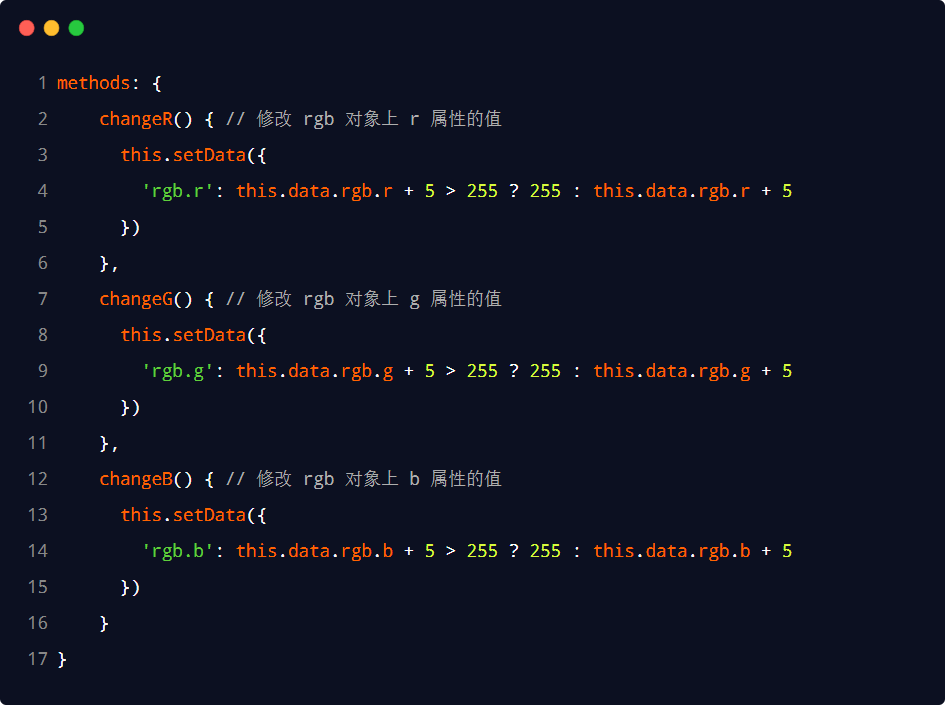 1 methods: {
2 changeR() { // 修改 rgb 对象上 r 属性的值
3 this.setData({
4 'rgb.r': this.data.rgb.r + 5 > 255 ? 255 : this.data.rgb.r + 5
5 })
6 },
7 changeG() { // 修改 rgb 对象上 g 属性的值
8 this.setData({
9 'rgb.g': this.data.rgb.g + 5 > 255 ? 255 : this.data.rgb.g + 5
10 })
11 },
12 changeB() { // 修改 rgb 对象上 b 属性的值
13 this.setData({
14 'rgb.b': this.data.rgb.b + 5 > 255 ? 255 : this.data.rgb.b + 5
15 })
16 }
17 }